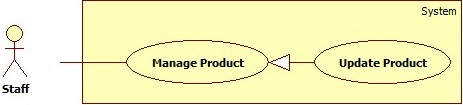 System
Manage Product
Update Product
Staff